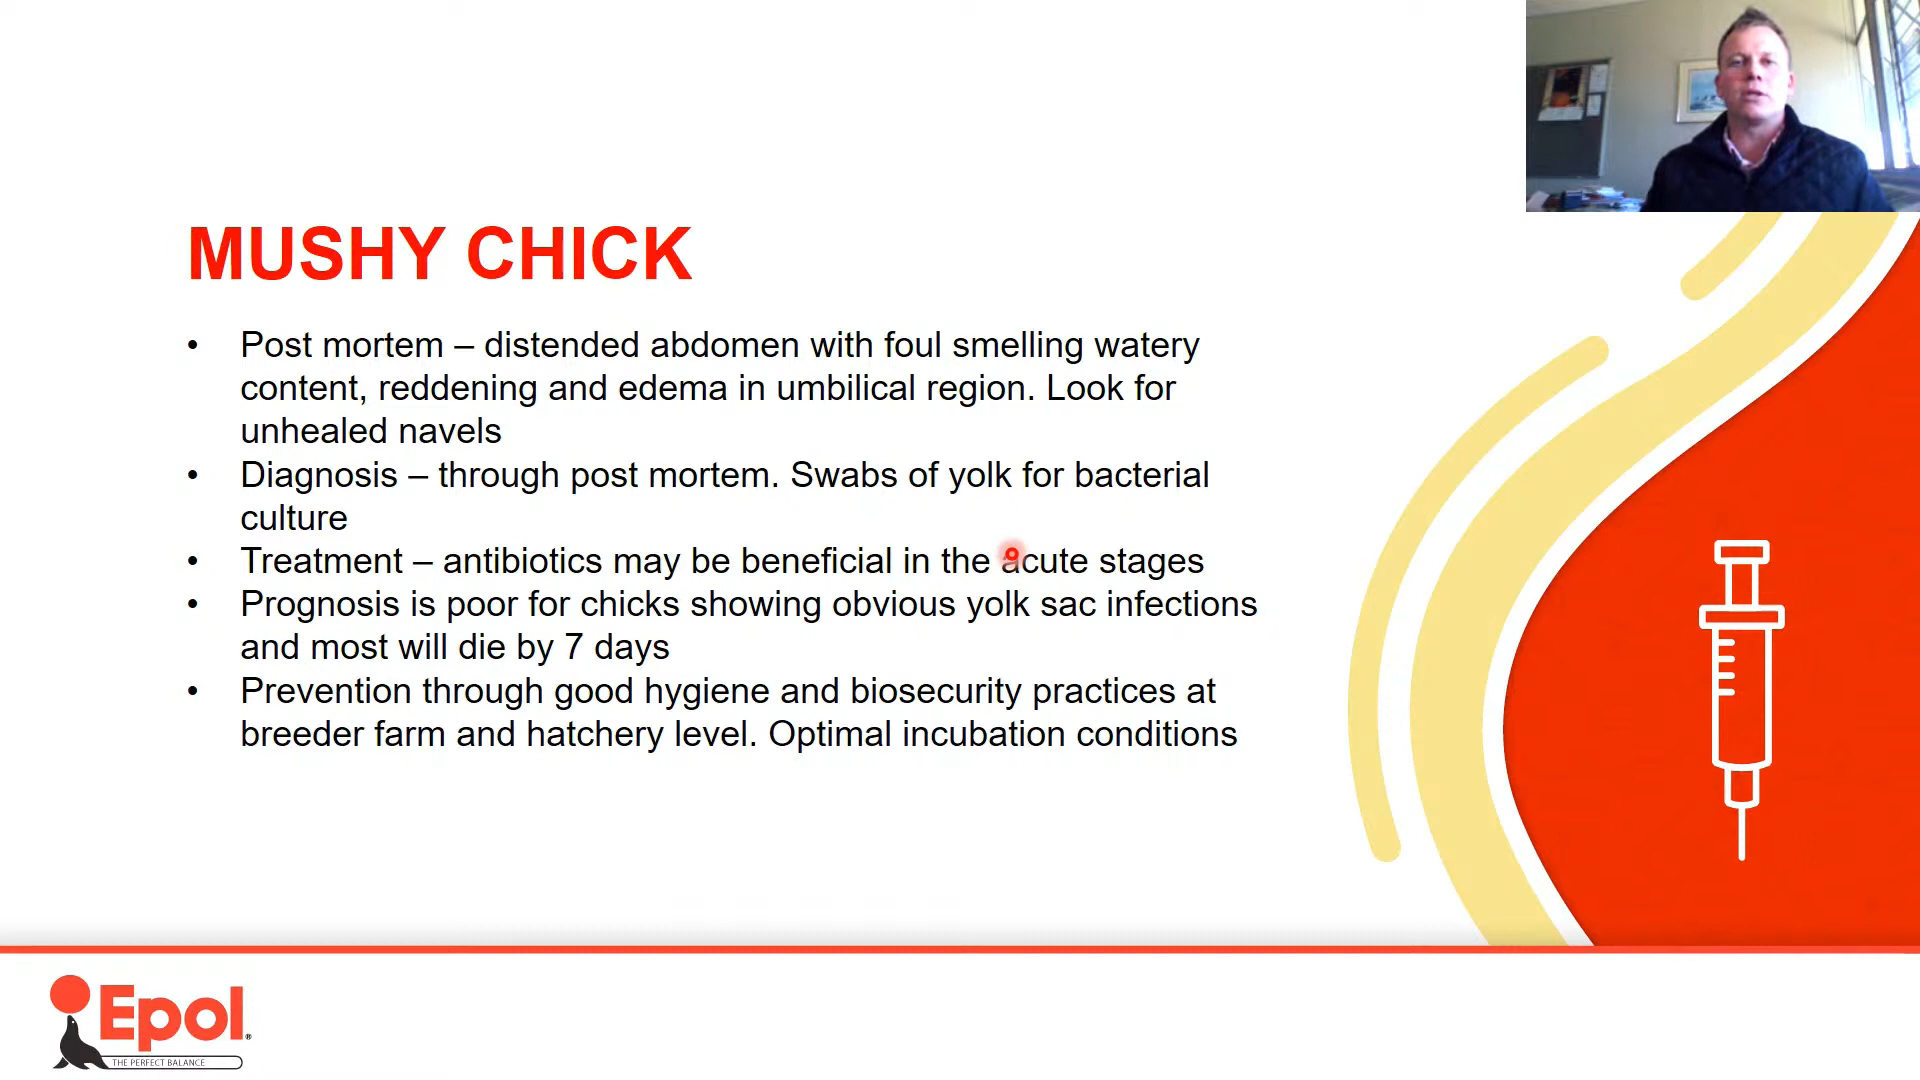 MUSHY CHICK
• Post mortem – distended abdomen with foul smelling watery
content, reddening and edema in umbilical region. Look for
unhealed navels
• Diagnosis – through post mortem. Swabs of yolk for bacterial
culture
• Treatment – antibiotics may be beneficial in the acute stages
• Prognosis is poor for chicks showing obvious yolk sac infections
and most will die by 7 days
• Prevention through good hygiene and biosecurity practices at
breeder farm and hatchery level. Optimal incubation conditions
Epol®
THE PERFECT BALANCE